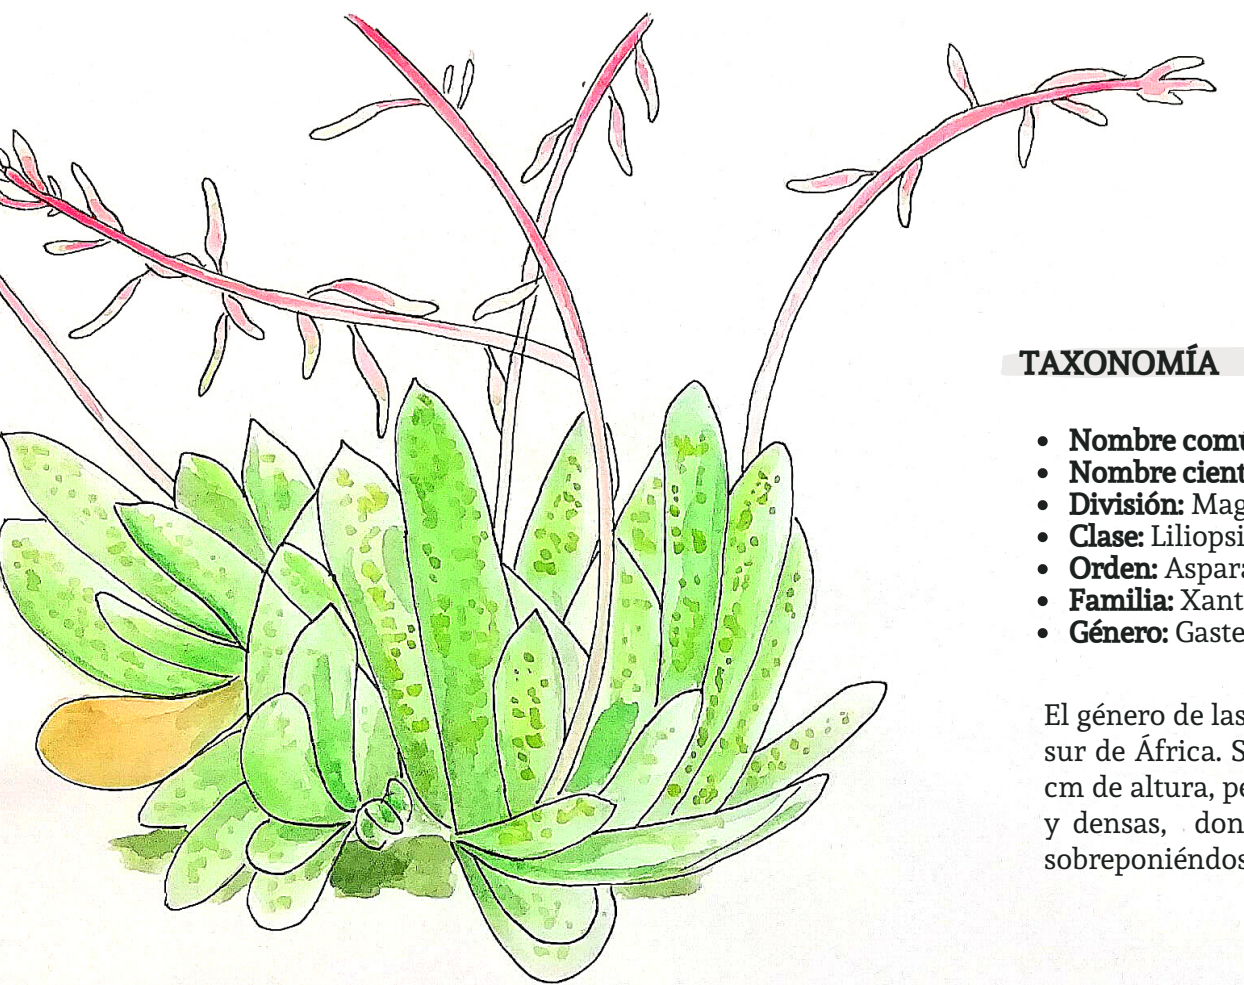 TAXONOMÍA
• Nombre comú
• Nombre cient
• División: Mag
• Clase: Liliopsi
• Orden: Aspara
• Familia: Xant
• Género: Gaste
El género de las
sur de África. S
cm de altura, pe
y densas, don
sobreponiéndos